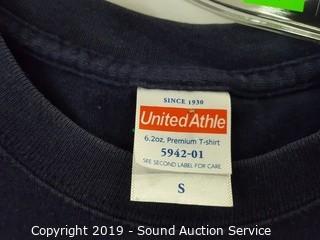 SINCE 1930
United Athle
6.2oz, Premium T-shirt
5942-01
SEE SECOND LABEL FOR CARE
S
Copyright 2019 - Sound Auction Service